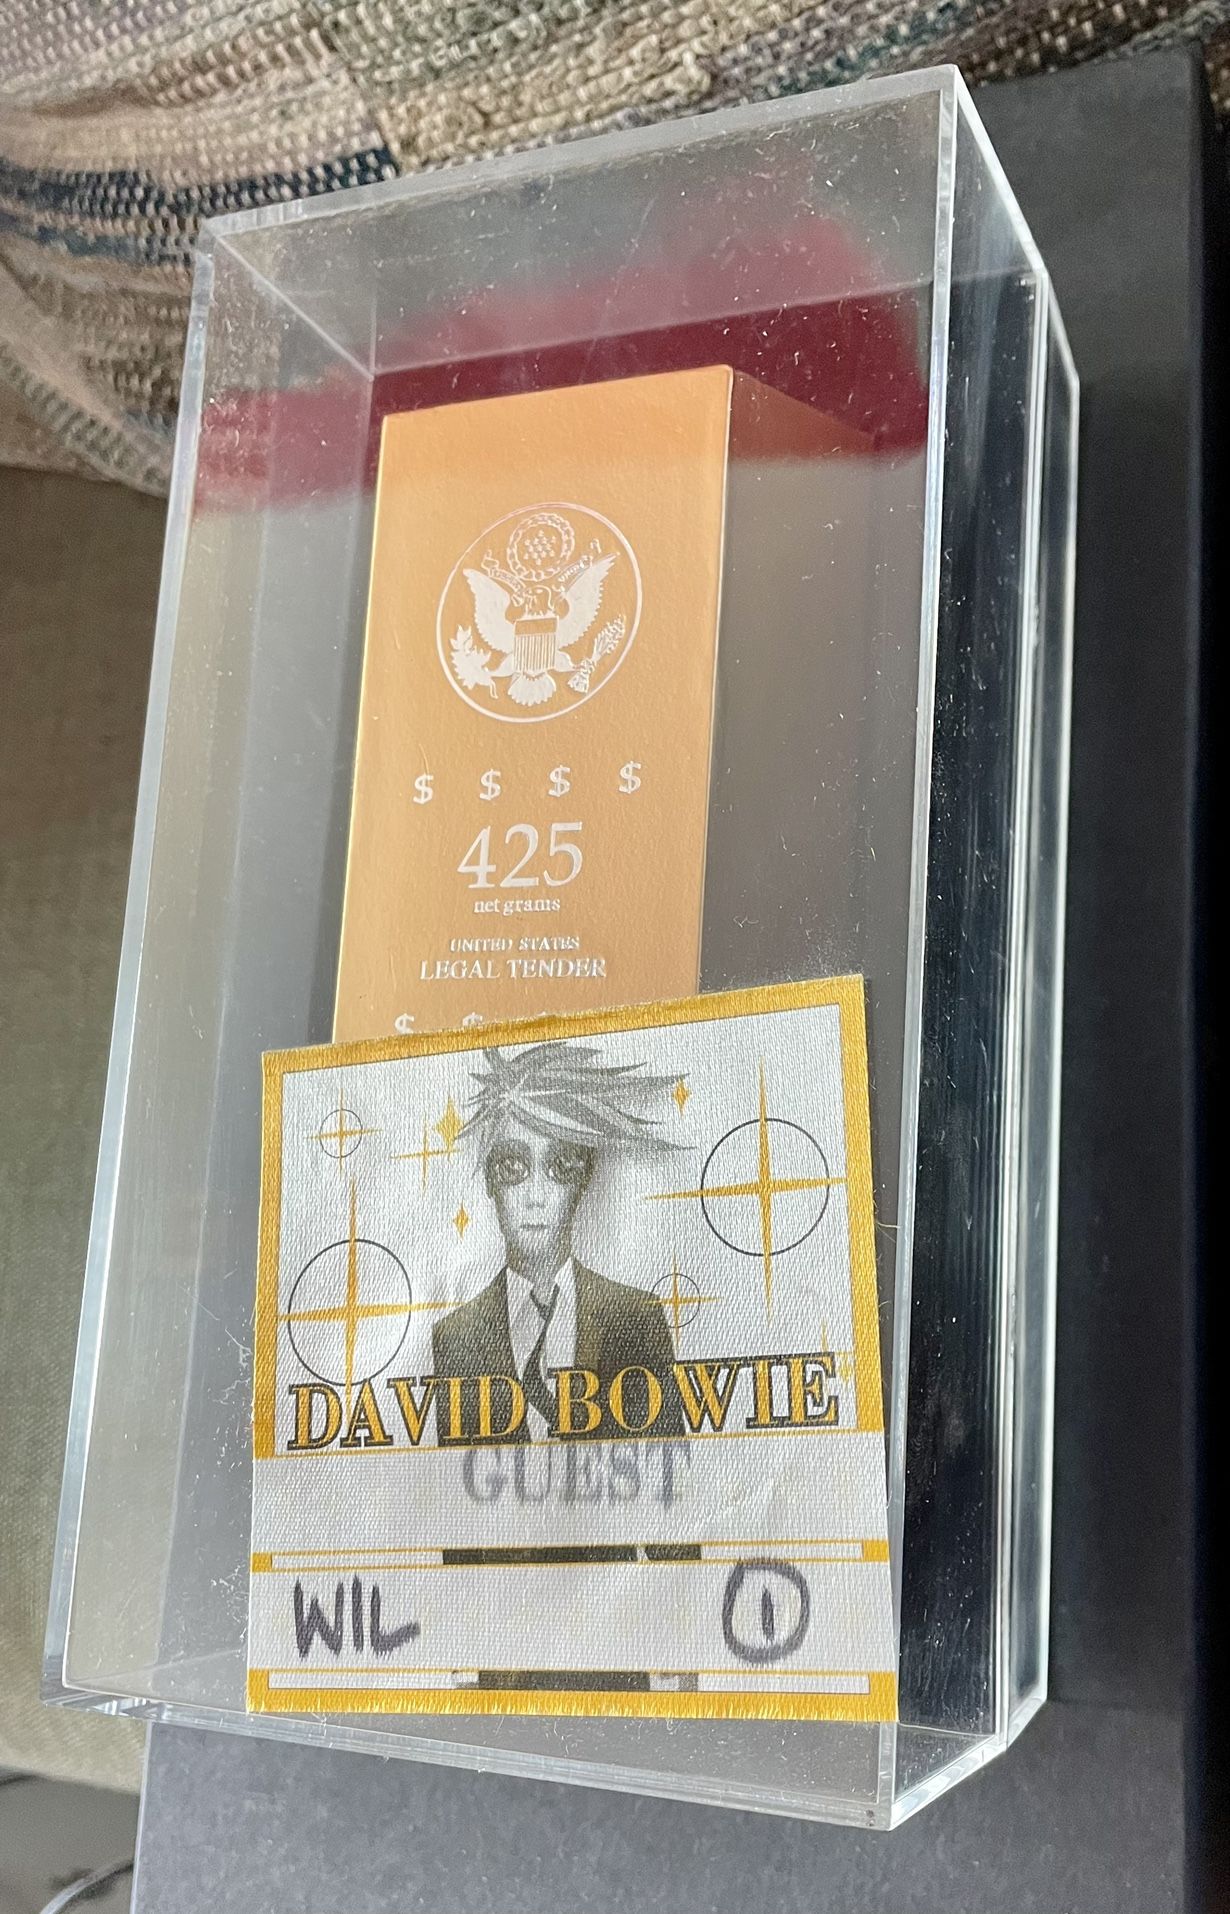 $ $ $ $
425
net grams
UNITED STATES
LEGAL TENDER
$ $
DAVID BOWIE
GUEST
WIL 1